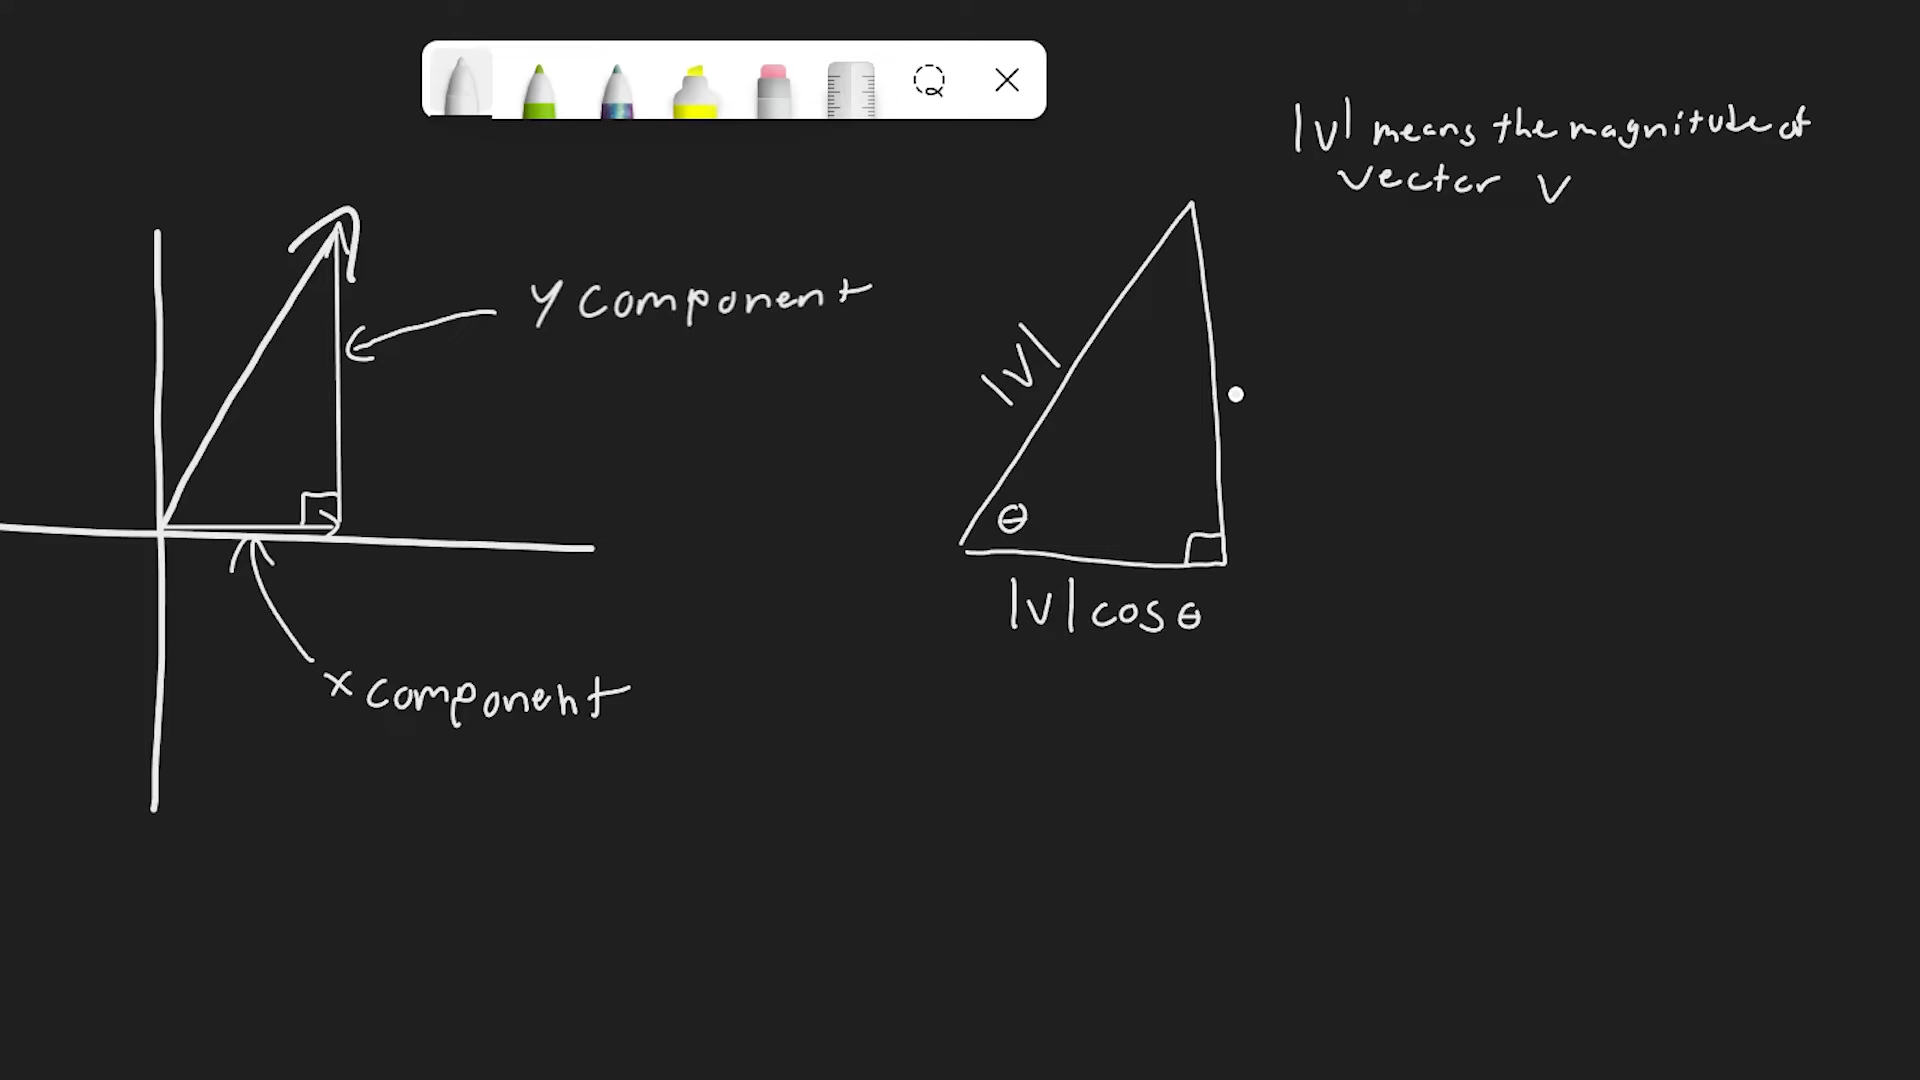 |v| means the magnitude of
vector v
y component
|v|
θ
|v| cos θ
x component